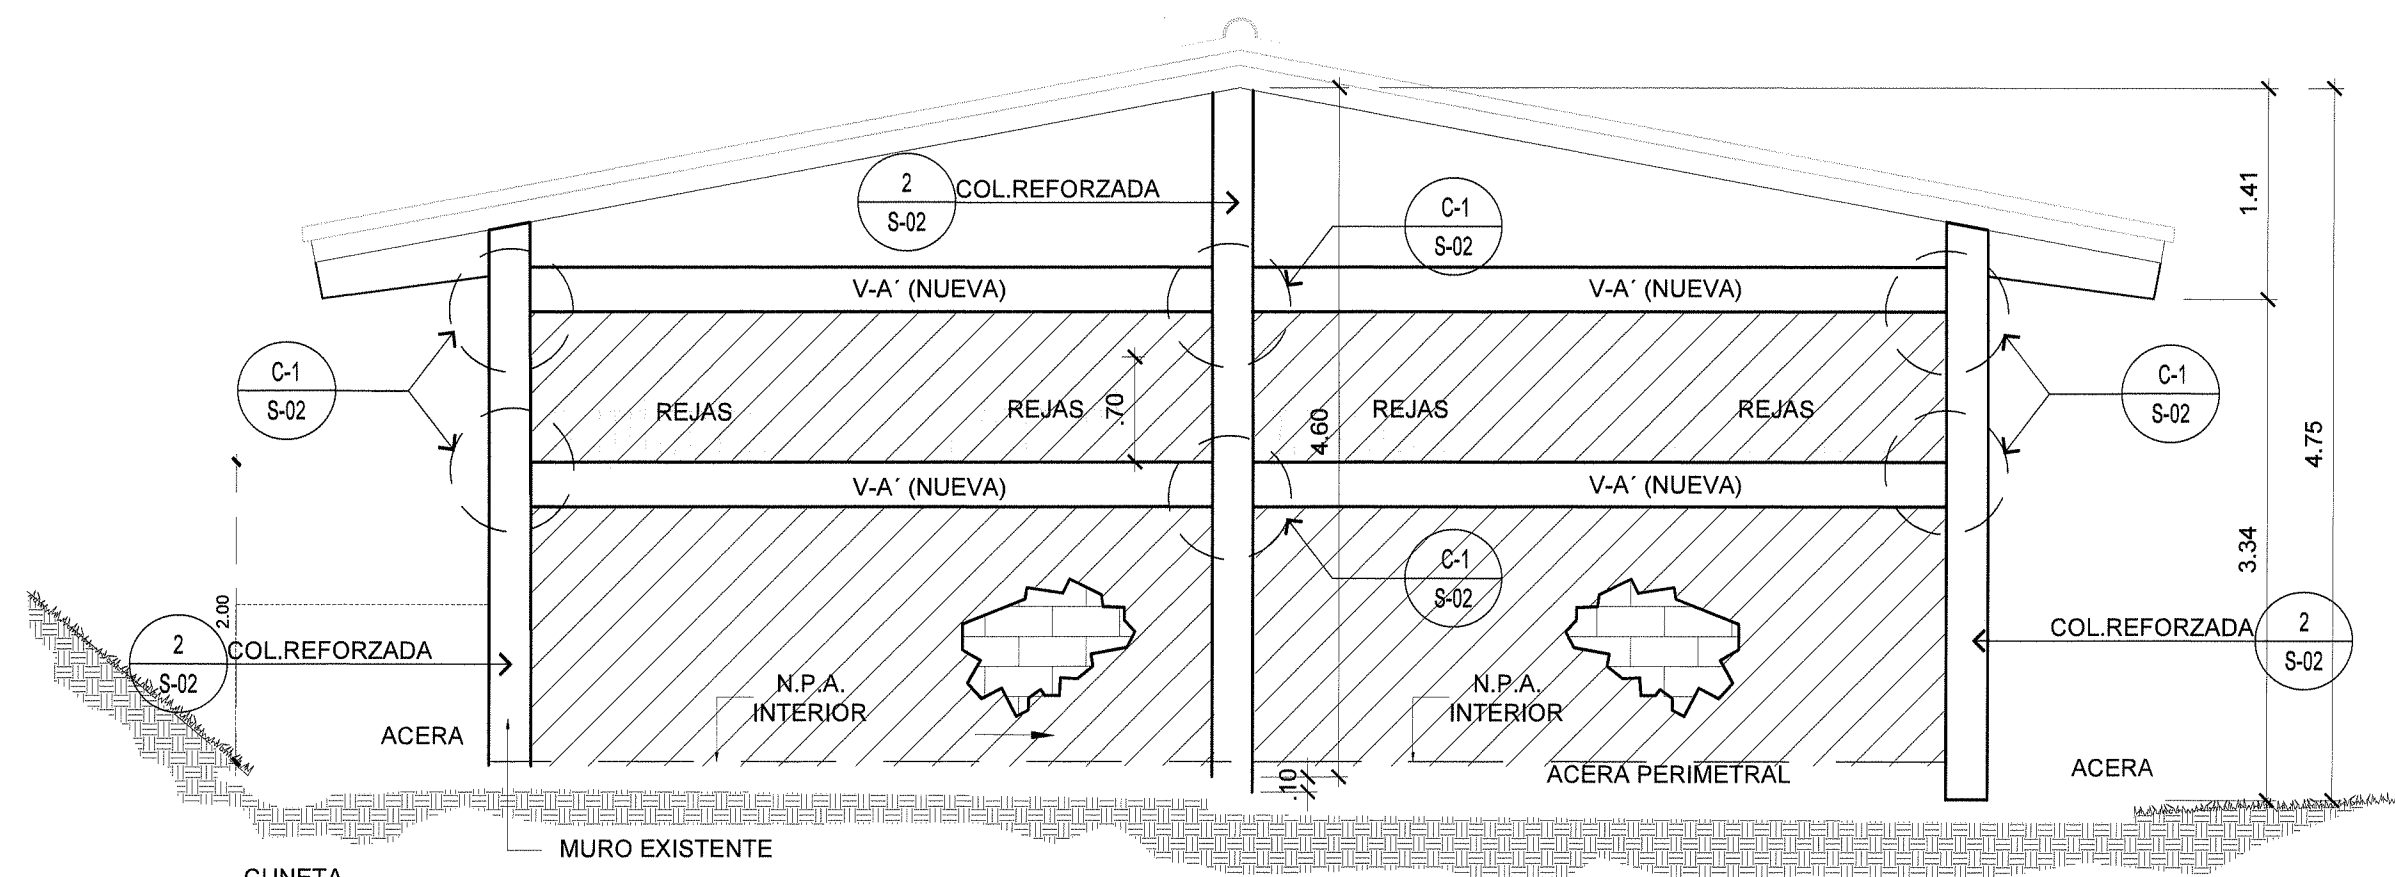 2
S-02
COL.REFORZADA
C-1
S-02
1.41
V-A´ (NUEVA)
V-A´ (NUEVA)
C-1
S-02
REJAS
REJAS
.70
REJAS
REJAS
4.60
C-1
S-02
4.75
V-A´ (NUEVA)
V-A´ (NUEVA)
3.34
C-1
S-02
2.00
2
S-02
COL.REFORZADA
COL.REFORZADA
2
S-02
N.P.A.
INTERIOR
N.P.A.
INTERIOR
ACERA
ACERA PERIMETRAL
ACERA
.10
MURO EXISTENTE
CUNETA